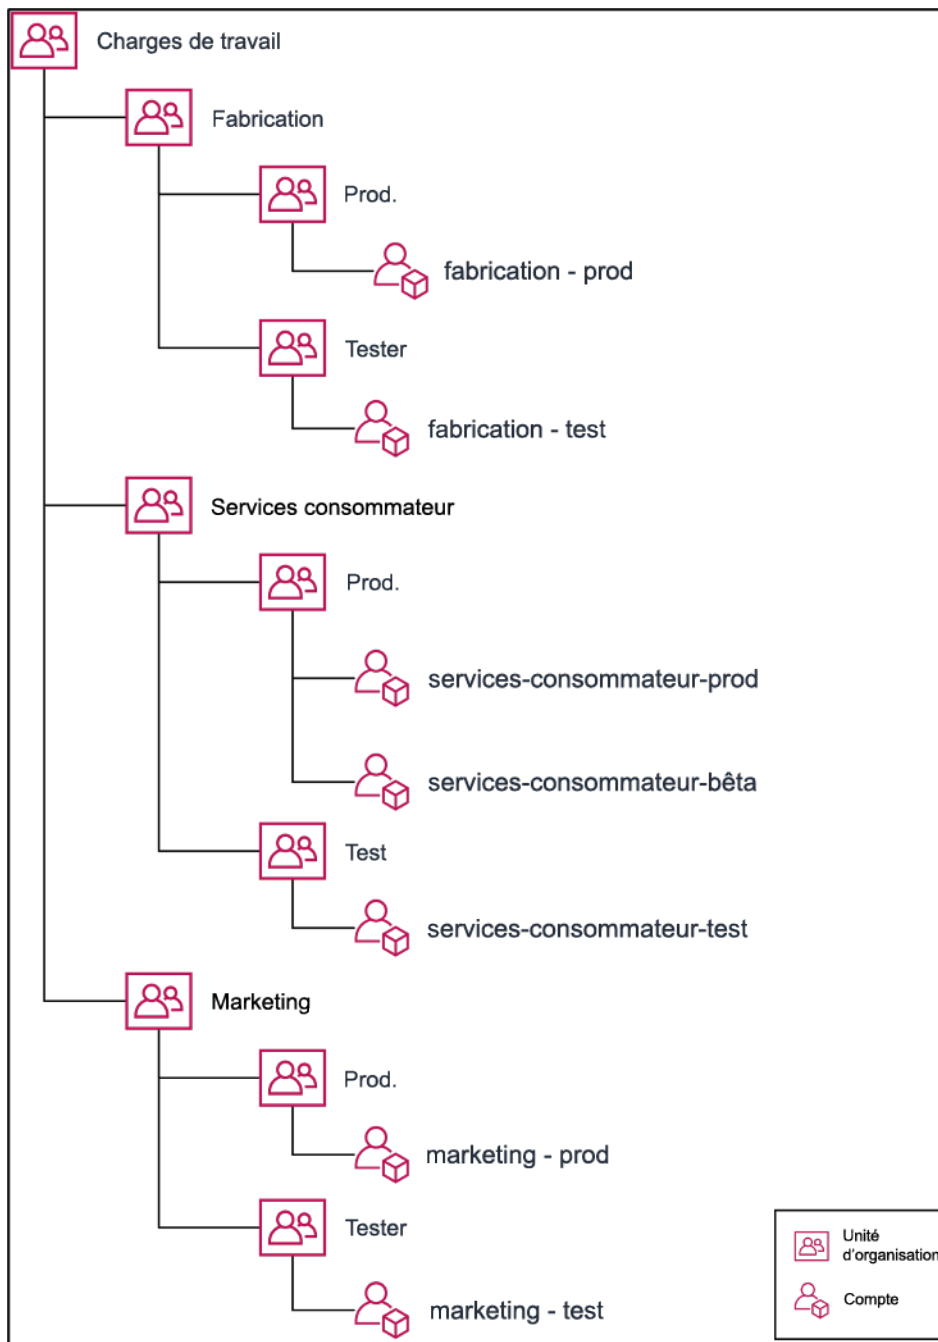 Charges de travail
Fabrication
Prod.
fabrication - prod
Tester
fabrication - test
Services consommateur
Prod.
services-consommateur-prod
services-consommateur-bêta
Test
services-consommateur-test
Marketing
Prod.
marketing - prod
Tester
marketing - test
Unité
d'organisation
Compte